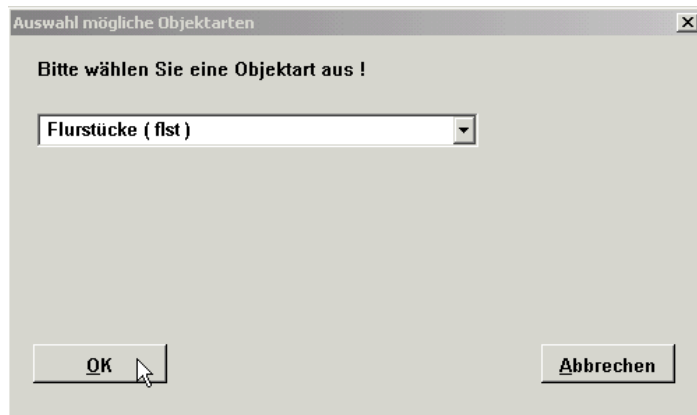 Auswahl mögliche Objektarten
Bitte wählen Sie eine Objektart aus !
Flurstücke ( flst )
OK
Abbrechen